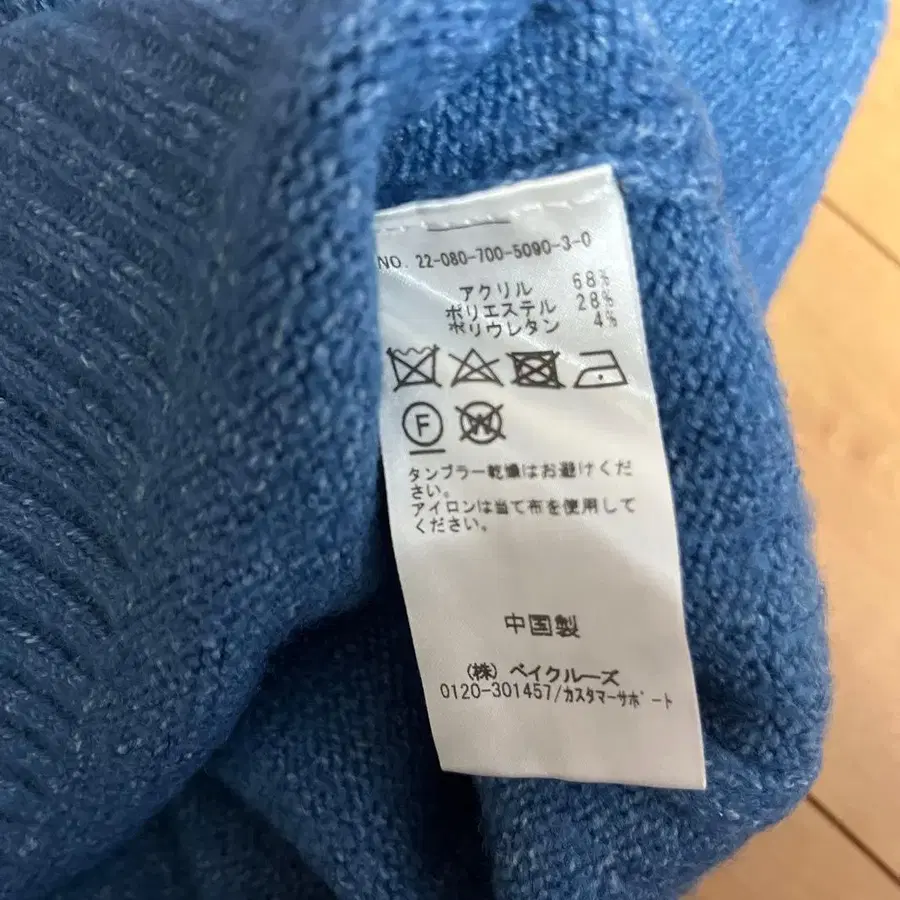 NO. 22-080-700-5090-3-0
アクリル 68%
ポリエステル 28%
ポリウレタン 4%
F W
タンブラー乾燥はお避けくだ
さい。
アイロンは当て布を使用して
ください。
中国製
(株) ベイクルーズ
0120-301457/カスタマーサポート